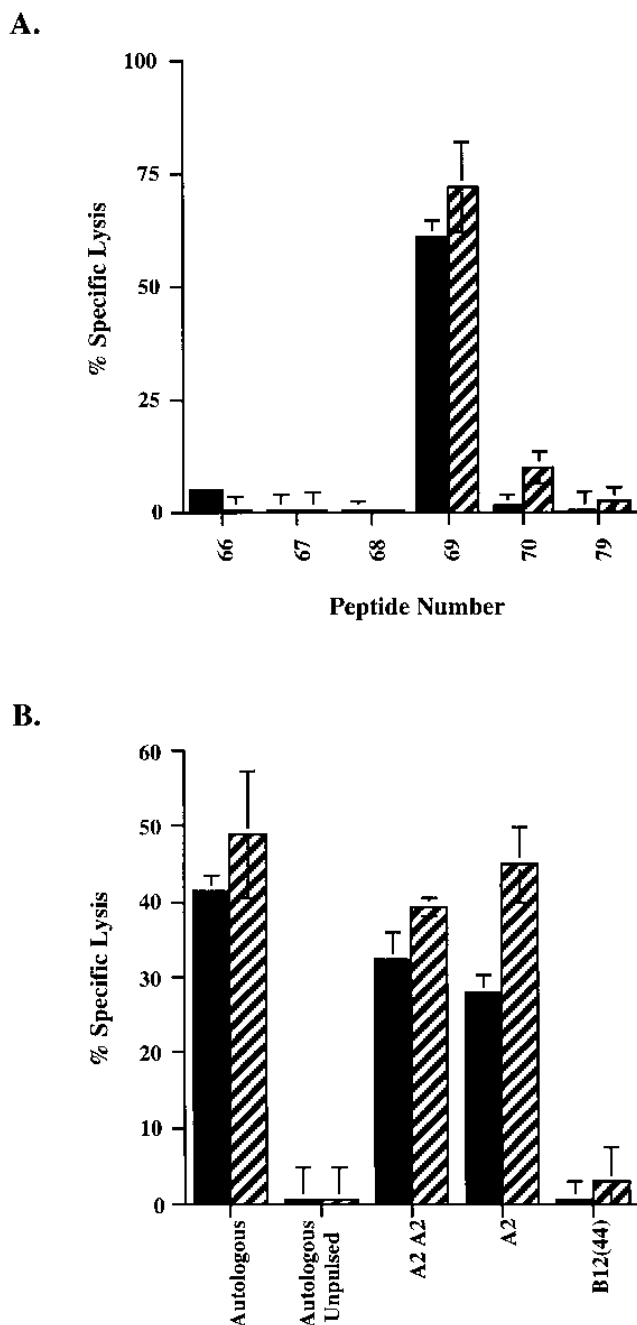 A.
100
75
50
25
0
% Specific Lysis
66
67
68
69
70
79
Peptide Number
B.
60
50
40
30
20
10
0
% Specific Lysis
Autologous
Autologous
Unpulsed
A2 A2
A2
B12(44)